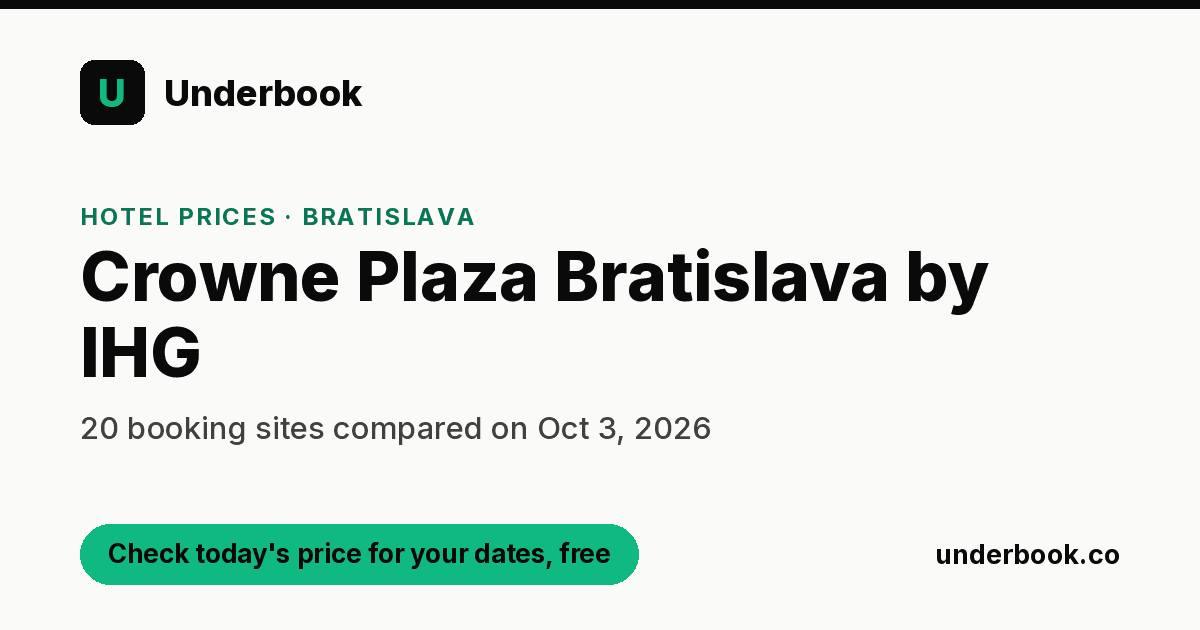 U
Underbook
HOTEL PRICES · BRATISLAVA
Crowne Plaza Bratislava by
IHG
20 booking sites compared on Oct 3, 2026
Check today's price for your dates, free
underbook.co